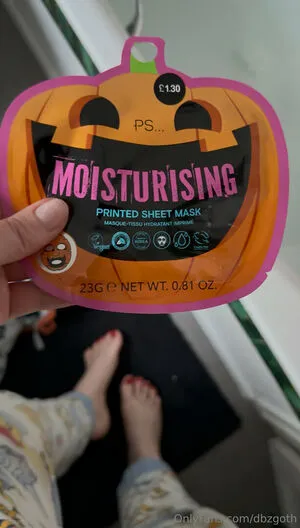 £1.30
PS...
MOISTURISING
PRINTED SHEET MASK
MASQUE-TISSU HYDRATANT IMPRIMÉ
23G ℮ NET WT. 0.81 OZ.
Onlyfans.com/dbzgoth